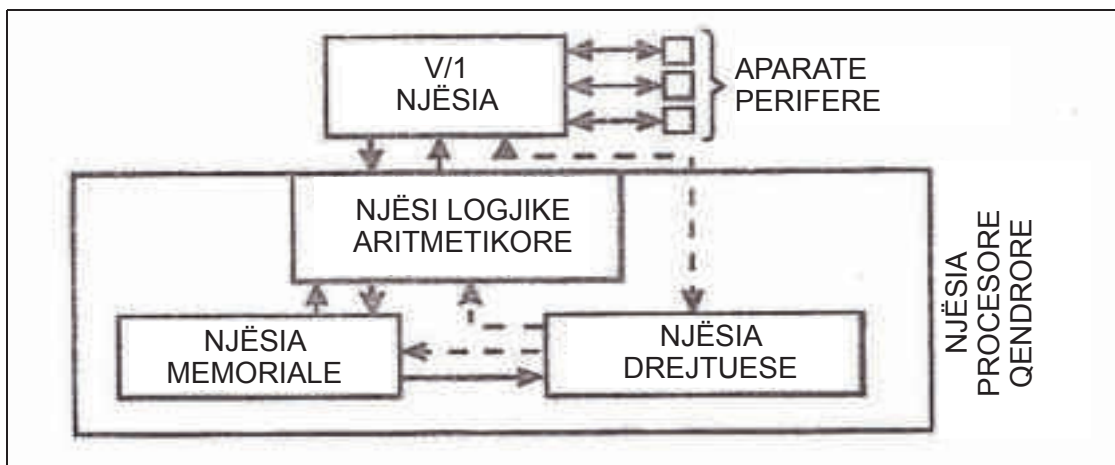 V/1
NJËSIA
APARATE
PERIFERE
NJËSI LOGJIKE
ARITMETIKORE
NJËSIA
MEMORIALE
NJËSIA
DREJTUESE
NJËSIA
PROCESORE
QENDRORE